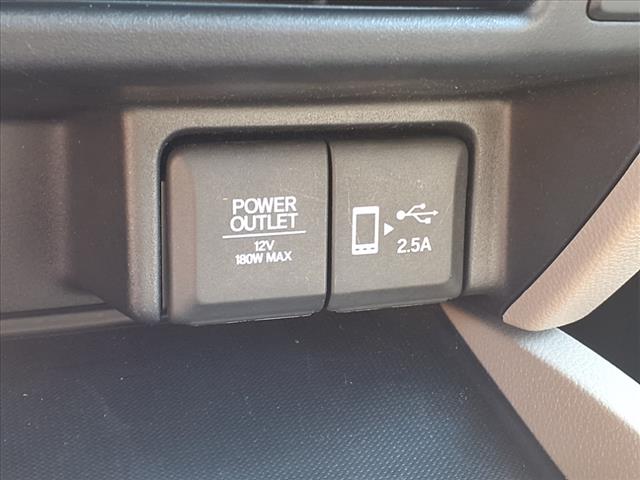 POWER
OUTLET
12V
180W MAX
2.5A